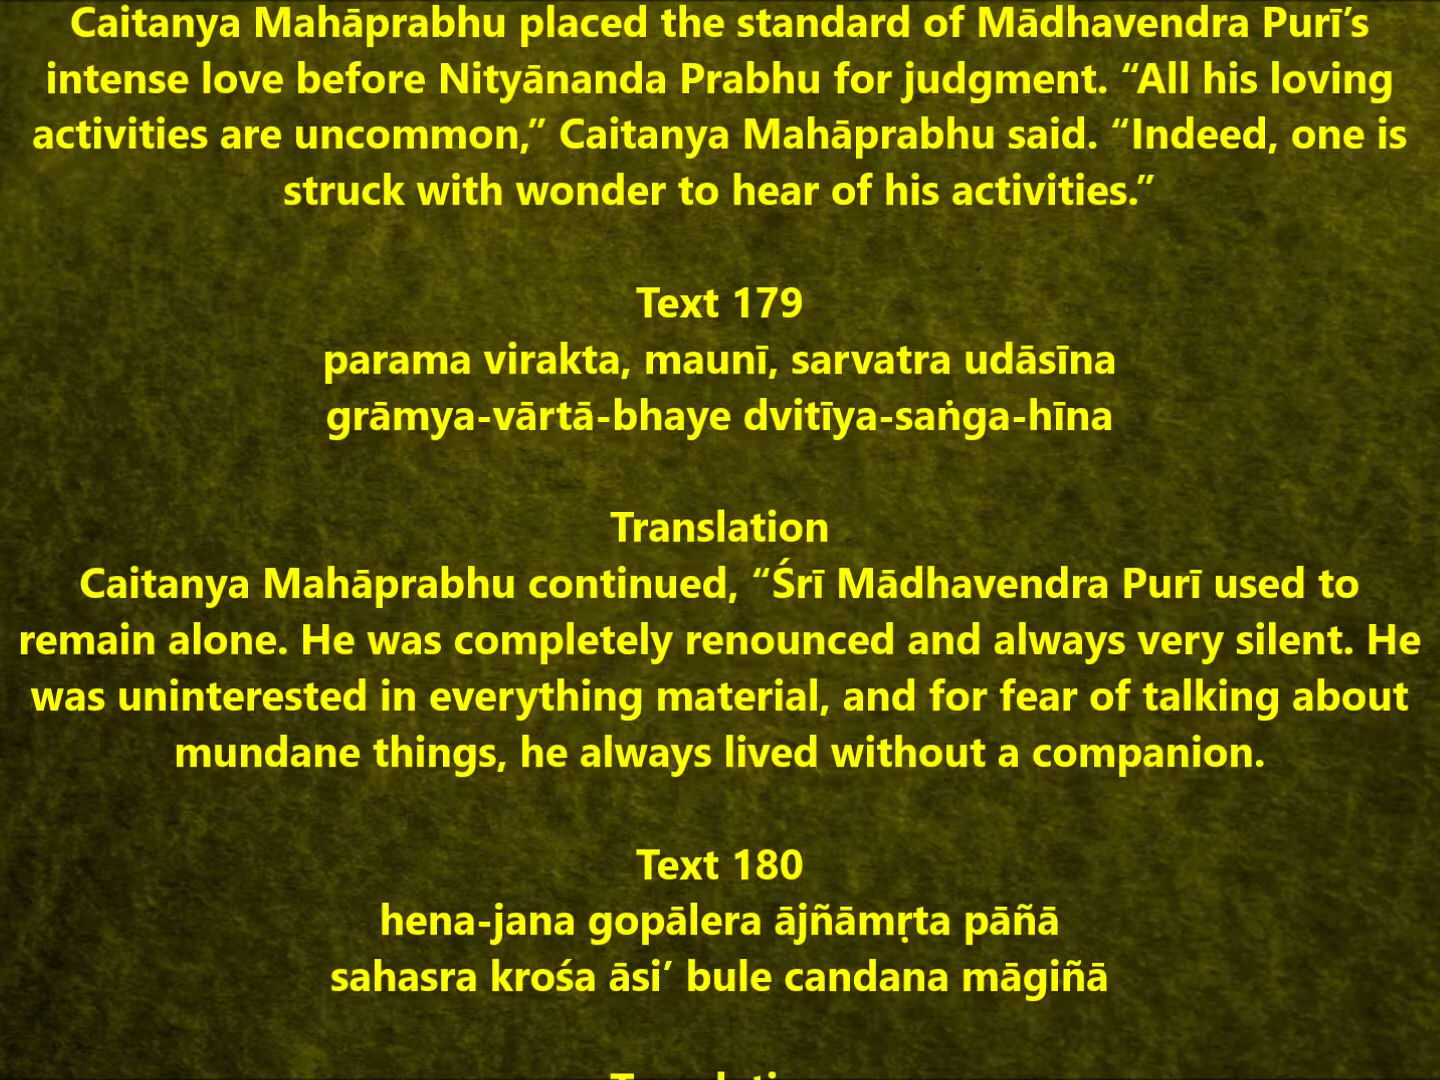 Caitanya Mahāprabhu placed the standard of Mādhavendra Purī’s
intense love before Nityānanda Prabhu for judgment. “All his loving
activities are uncommon,” Caitanya Mahāprabhu said. “Indeed, one is
struck with wonder to hear of his activities.”
Text 179
parama virakta, maunī, sarvatra udāsīna
grāmya-vārtā-bhaye dvitīya-saṅga-hīna
Translation
Caitanya Mahāprabhu continued, “Śrī Mādhavendra Purī used to
remain alone. He was completely renounced and always very silent. He
was uninterested in everything material, and for fear of talking about
mundane things, he always lived without a companion.
Text 180
hena-jana gopālera ājñāmṛta pāñā
sahasra krośa āsi’ bule candana māgiñā